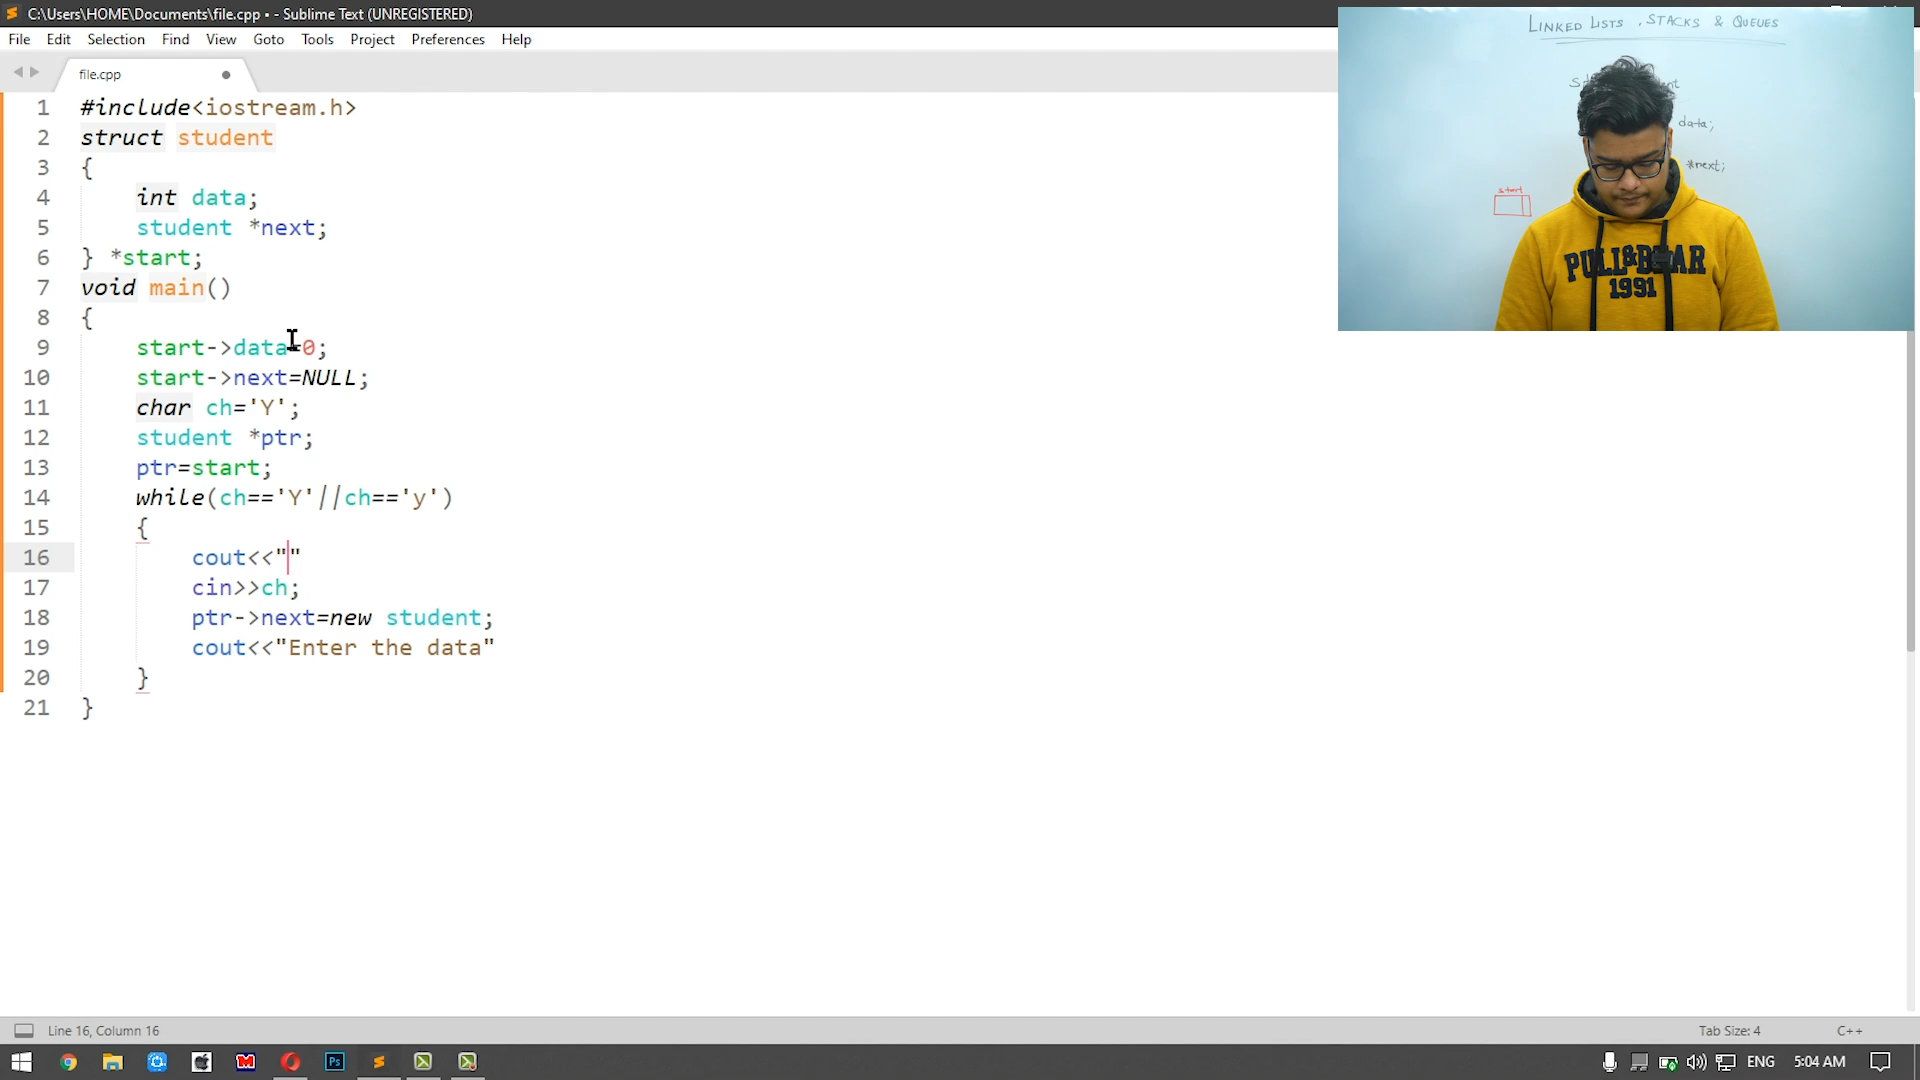 C:\Users\HOME\Documents\file.cpp • - Sublime Text (UNREGISTERED)
File Edit Selection Find View Goto Tools Project Preferences Help
file.cpp
1 #include<iostream.h>
2 struct student
3 {
4 int data;
5 student *next;
6 } *start;
7 void main()
8 {
9 start->data=0;
10 start->next=NULL;
11 char ch='Y';
12 student *ptr;
13 ptr=start;
14 while(ch=='Y'||ch=='y')
15 {
16 cout<<""
17 cin>>ch;
18 ptr->next=new student;
19 cout<<"Enter the data"
20 }
21 }
LINKED LISTS , STACKS & QUEUES
data;
*next;
start
PULL&BEAR
1991
Line 16, Column 16
Tab Size: 4
C++
Ps
ENG
5:04 AM